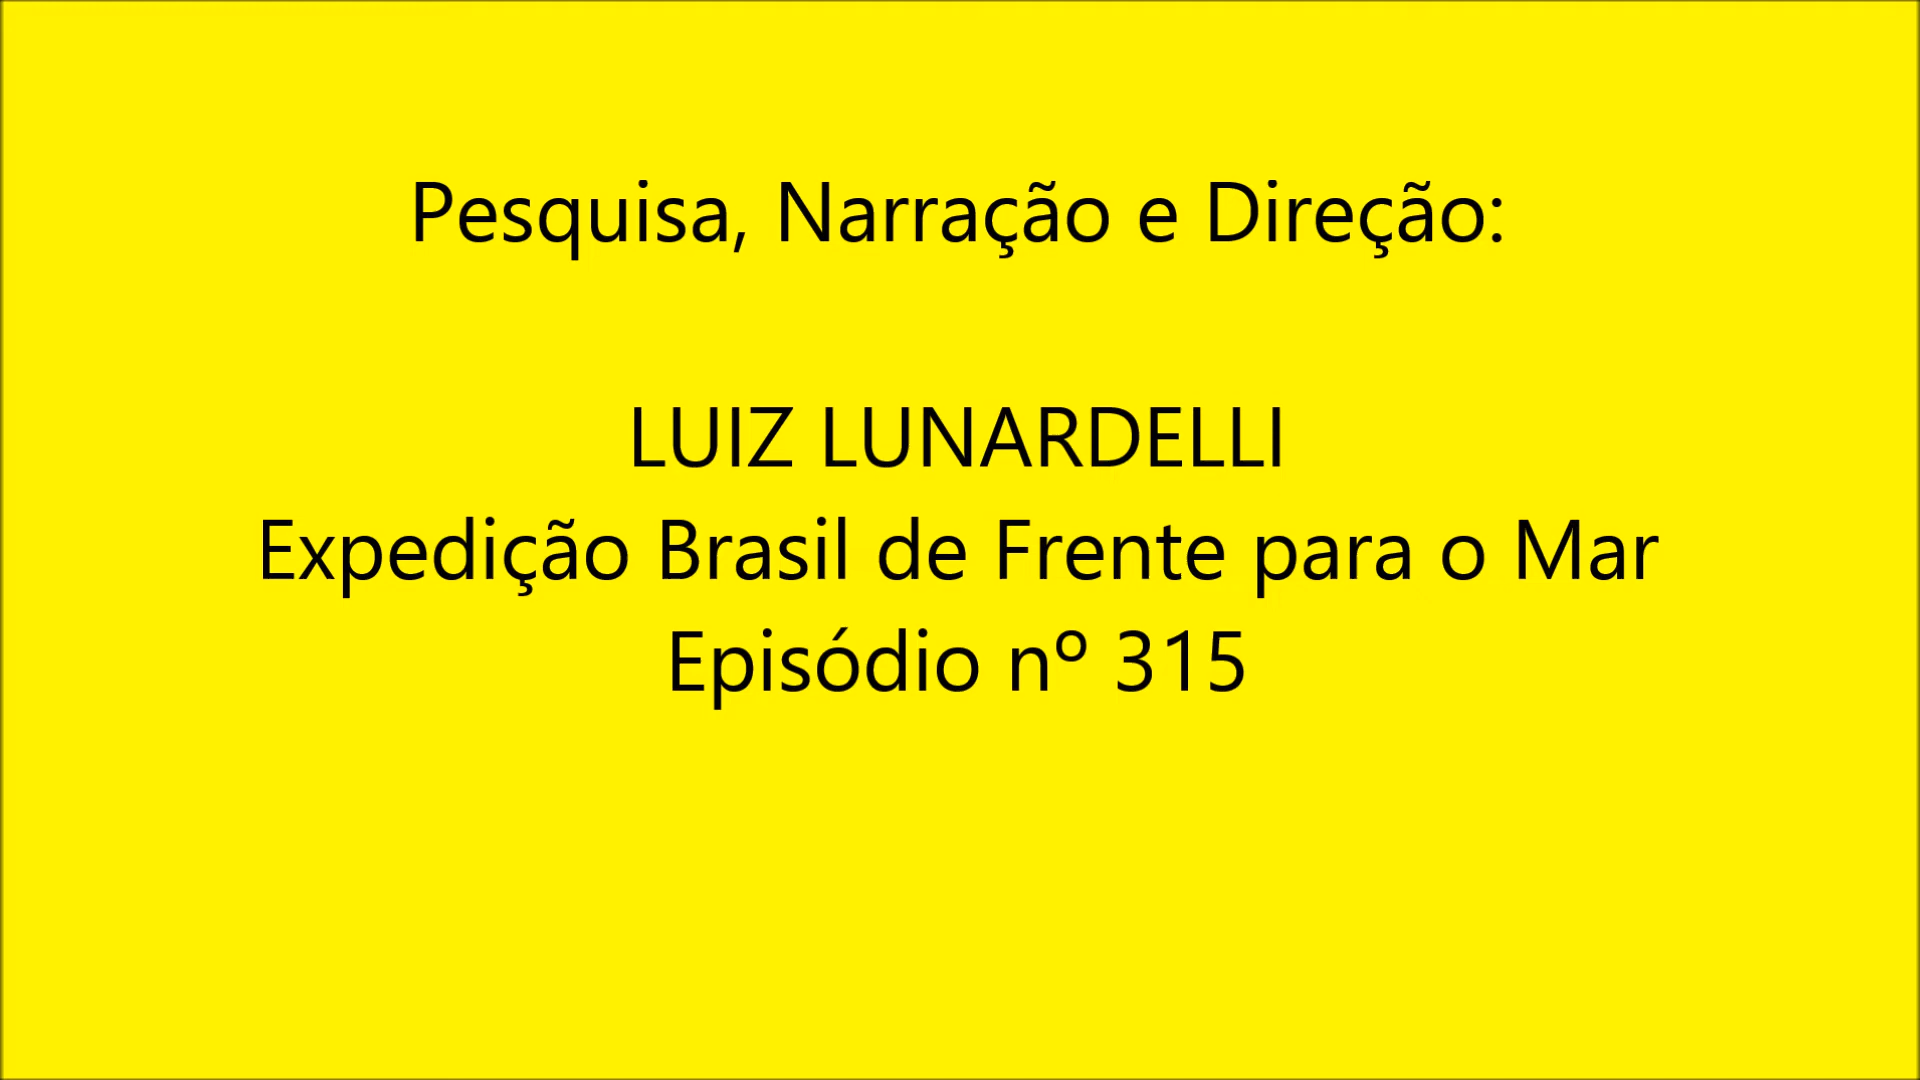 Pesquisa, Narração e Direção:
LUIZ LUNARDELLI
Expedição Brasil de Frente para o Mar
Episódio nº 315